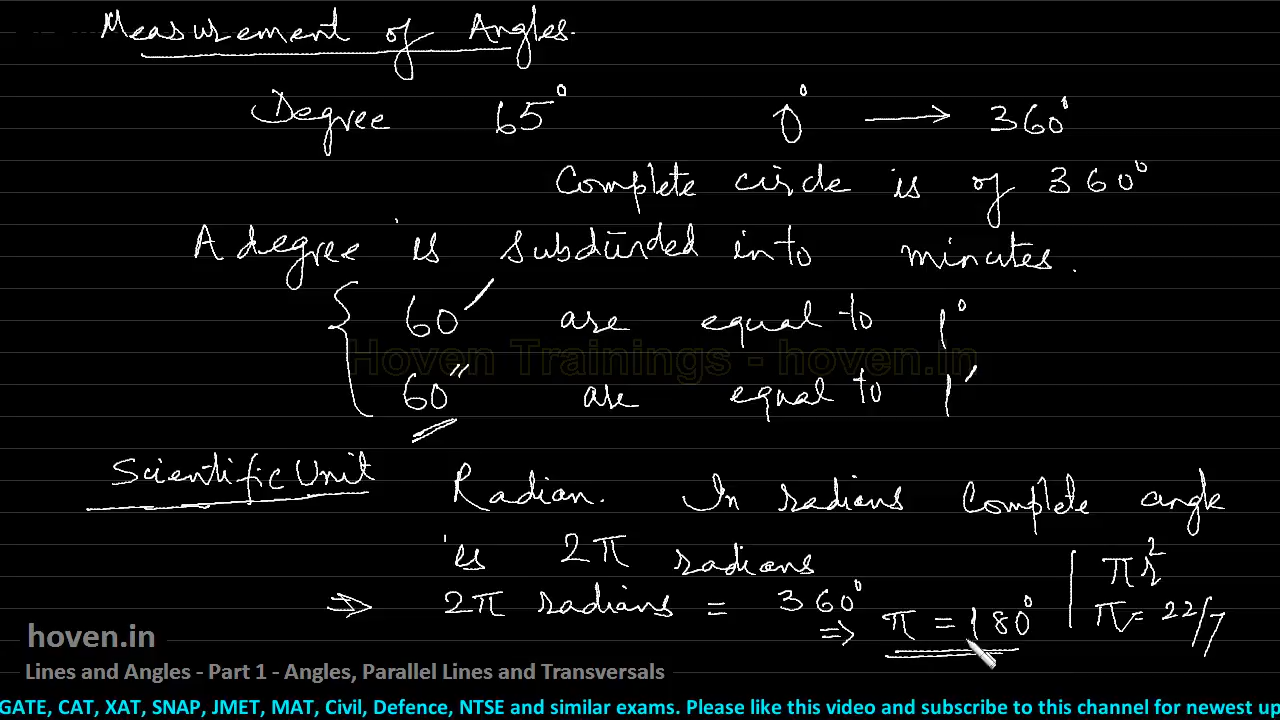 Measurement of Angles.
Degree 65° 0° → 360°
Complete circle is of 360°
A degree is subdivided into minutes.
60′ are equal to 1°
Hoven Trainings - hoven.in
60″ are equal to 1′
Scientific Unit Radian. In radians Complete angle
is 2π radians πr²
⇒ 2π radians = 360° ⇒ π = 180° π = 22/7
hoven.in
Lines and Angles - Part 1 - Angles, Parallel Lines and Transversals
GATE, CAT, XAT, SNAP, JMET, MAT, Civil, Defence, NTSE and similar exams. Please like this video and subscribe to this channel for newest up